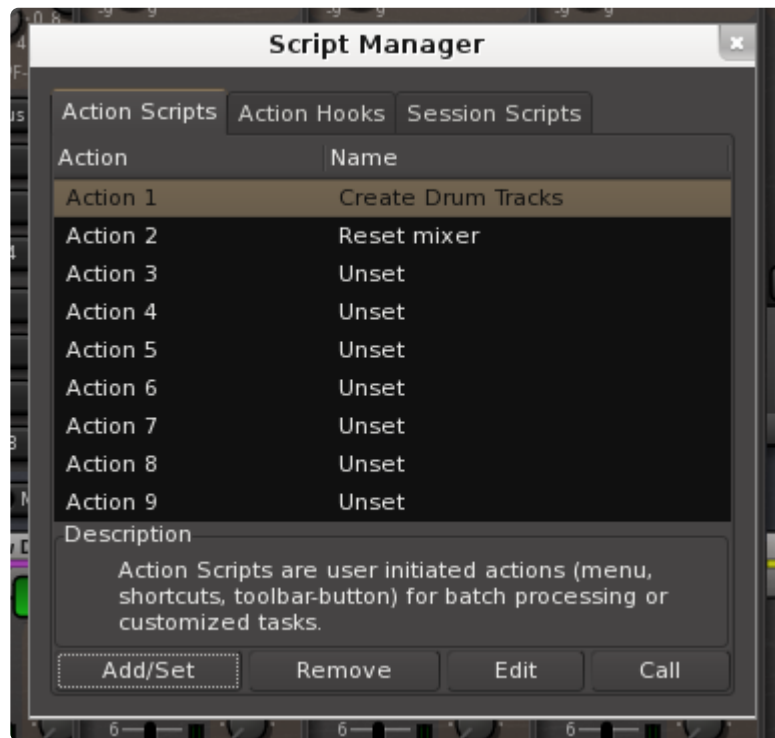 Script Manager
Action Scripts Action Hooks Session Scripts
Action Name
Action 1 Create Drum Tracks
Action 2 Reset mixer
Action 3 Unset
Action 4 Unset
Action 5 Unset
Action 6 Unset
Action 7 Unset
Action 8 Unset
Action 9 Unset
Description
Action Scripts are user initiated actions (menu,
shortcuts, toolbar-button) for batch processing or
customized tasks.
Add/Set Remove Edit Call
6 6 6